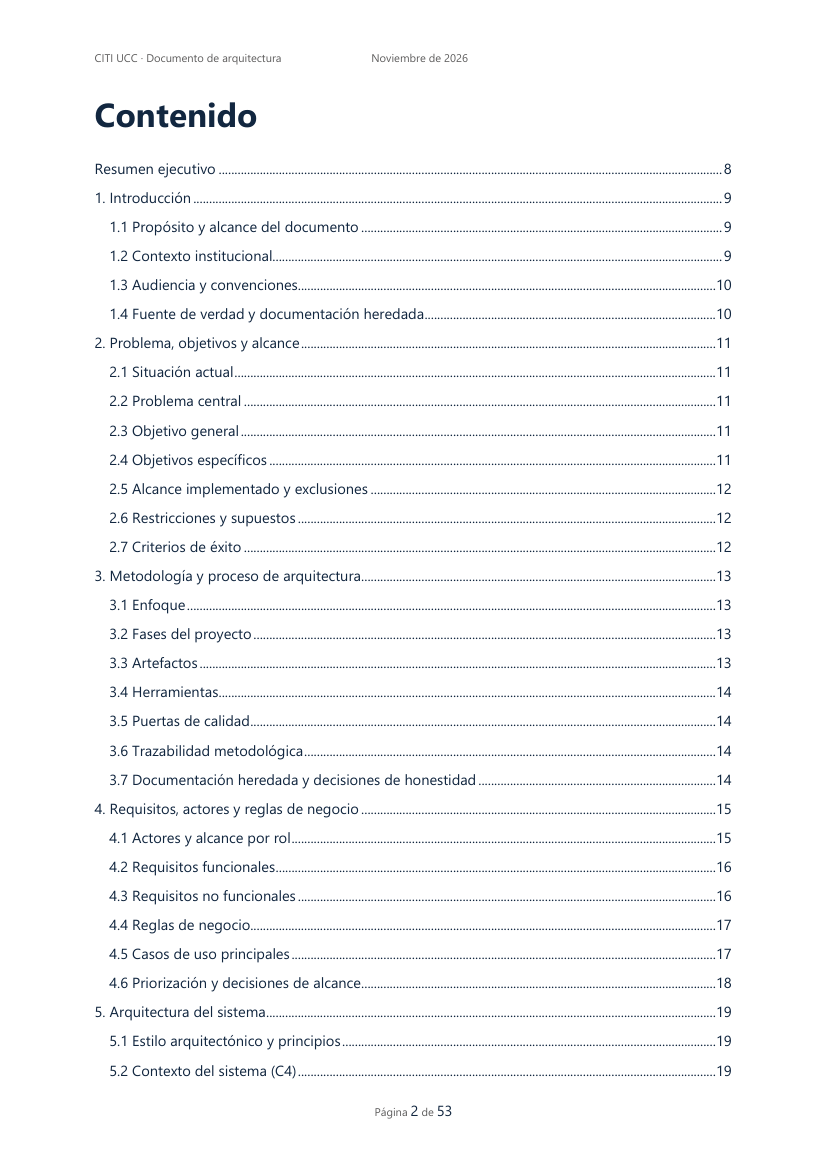 CITI UCC · Documento de arquitectura Noviembre de 2026
Contenido
Resumen ejecutivo 8
1. Introducción 9
1.1 Propósito y alcance del documento 9
1.2 Contexto institucional 9
1.3 Audiencia y convenciones 10
1.4 Fuente de verdad y documentación heredada 10
2. Problema, objetivos y alcance 11
2.1 Situación actual 11
2.2 Problema central 11
2.3 Objetivo general 11
2.4 Objetivos específicos 11
2.5 Alcance implementado y exclusiones 12
2.6 Restricciones y supuestos 12
2.7 Criterios de éxito 12
3. Metodología y proceso de arquitectura 13
3.1 Enfoque 13
3.2 Fases del proyecto 13
3.3 Artefactos 13
3.4 Herramientas 14
3.5 Puertas de calidad 14
3.6 Trazabilidad metodológica 14
3.7 Documentación heredada y decisiones de honestidad 14
4. Requisitos, actores y reglas de negocio 15
4.1 Actores y alcance por rol 15
4.2 Requisitos funcionales 16
4.3 Requisitos no funcionales 16
4.4 Reglas de negocio 17
4.5 Casos de uso principales 17
4.6 Priorización y decisiones de alcance 18
5. Arquitectura del sistema 19
5.1 Estilo arquitectónico y principios 19
5.2 Contexto del sistema (C4) 19
Página 2 de 53